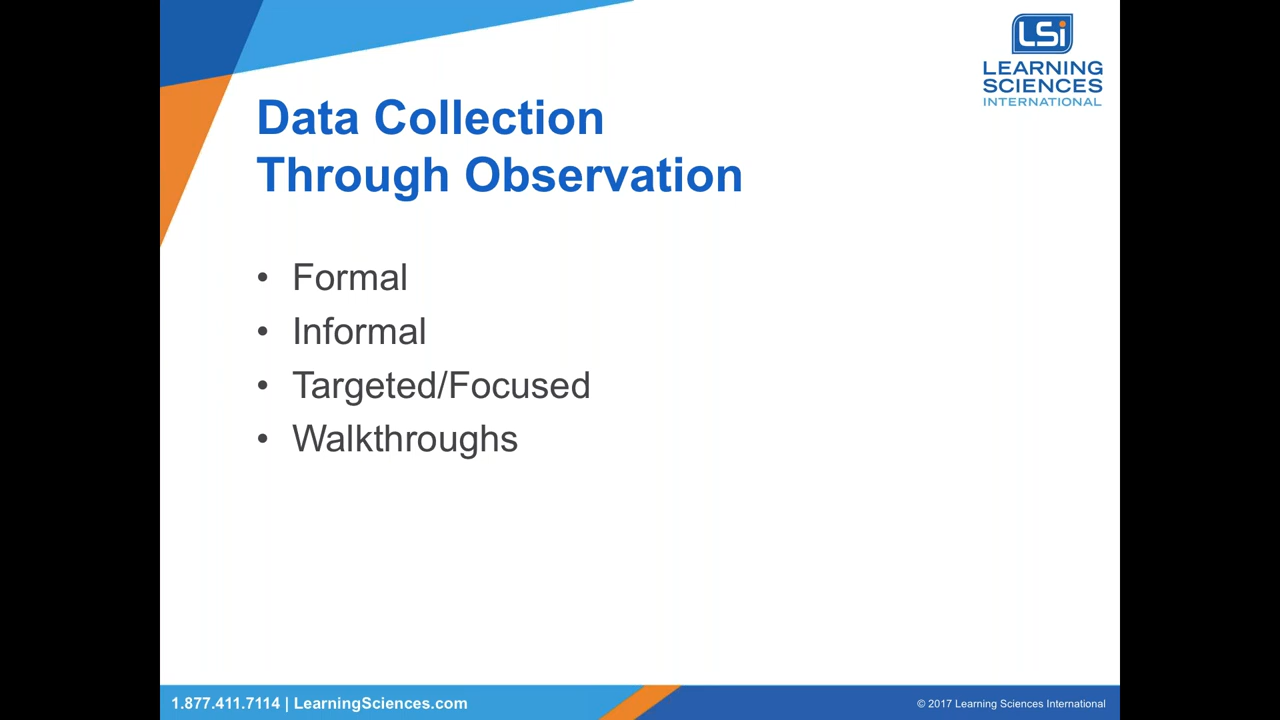 LSi
LEARNING
SCIENCES
INTERNATIONAL
Data Collection
Through Observation
• Formal
• Informal
• Targeted/Focused
• Walkthroughs
1.877.411.7114 | LearningSciences.com
© 2017 Learning Sciences International